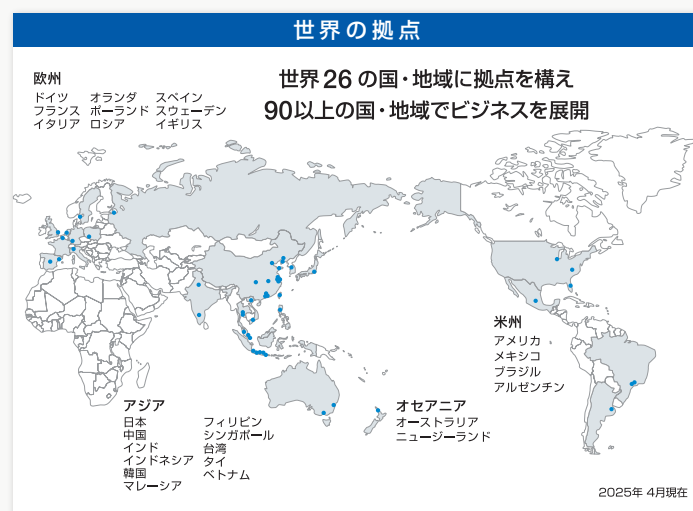 世界の拠点
世界26の国・地域に拠点を構え
90以上の国・地域でビジネスを展開
欧州
ドイツ オランダ スペイン
フランス ポーランド スウェーデン
イタリア ロシア イギリス
アジア
日本
中国
インド
インドネシア
韓国
マレーシア
フィリピン
シンガポール
台湾
タイ
ベトナム
オセアニア
オーストラリア
ニュージーランド
米州
アメリカ
メキシコ
ブラジル
アルゼンチン
2025年 4月現在